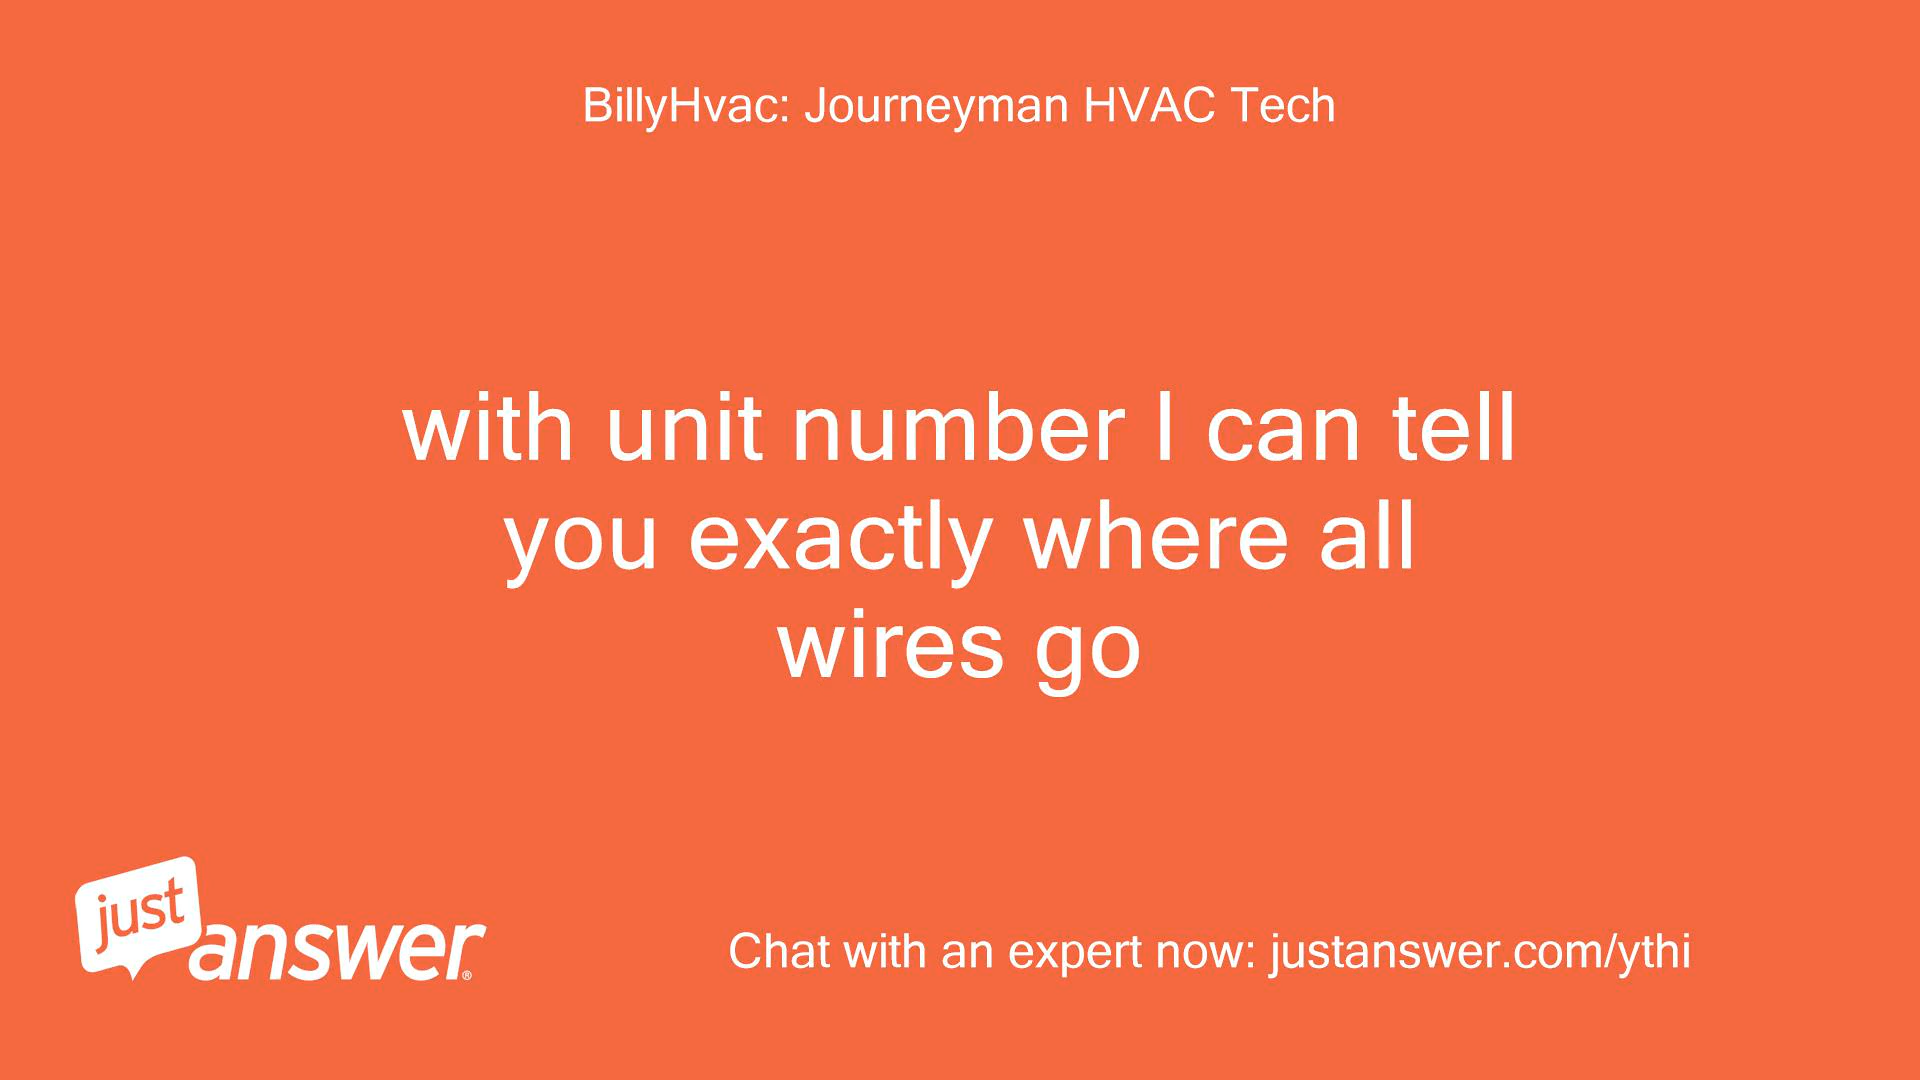 BillyHvac: Journeyman HVAC Tech
with unit number I can tell
you exactly where all
wires go
just
answer®
Chat with an expert now: justanswer.com/ythi